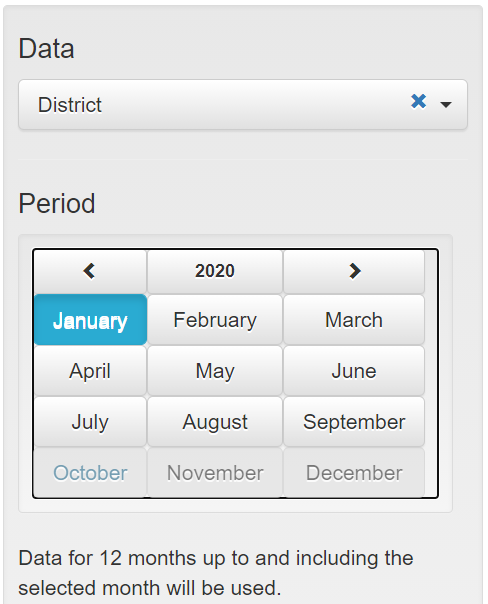 Data
District
Period
2020
January February March
April May June
July August September
October November December
Data for 12 months up to and including the
selected month will be used.